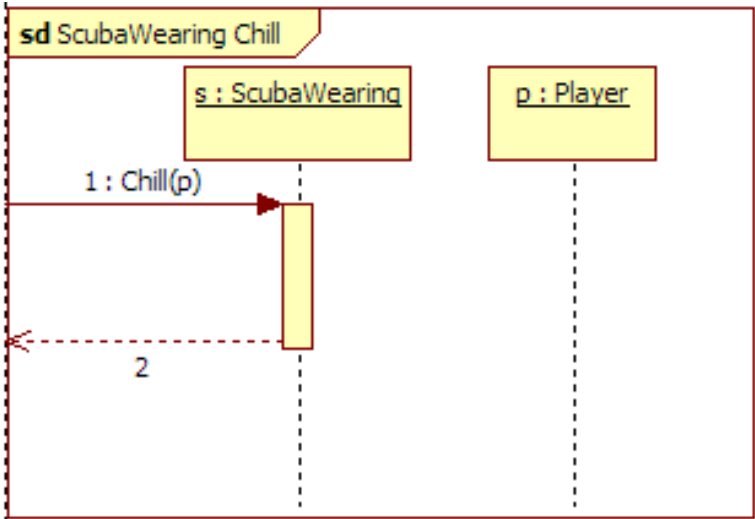 sd ScubaWearing Chill
s : ScubaWearing
p : Player
1 : Chill(p)
2